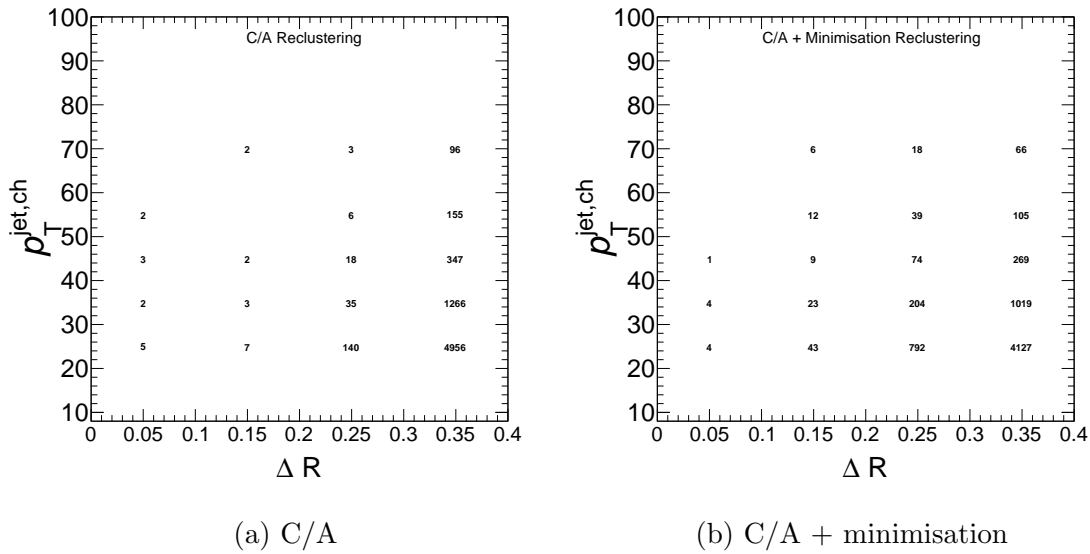 C/A Reclustering
100
90
80
70
60
50
40
30
20
10
2 3 96
2 6 155
3 2 18 347
2 3 35 1266
5 7 140 4956
0 0.05 0.1 0.15 0.2 0.25 0.3 0.35 0.4
p_T^jet,ch
Δ R
(a) C/A
C/A + Minimisation Reclustering
100
90
80
70
60
50
40
30
20
10
6 18 66
12 39 105
1 9 74 269
4 23 204 1019
4 43 792 4127
0 0.05 0.1 0.15 0.2 0.25 0.3 0.35 0.4
p_T^jet,ch
Δ R
(b) C/A + minimisation